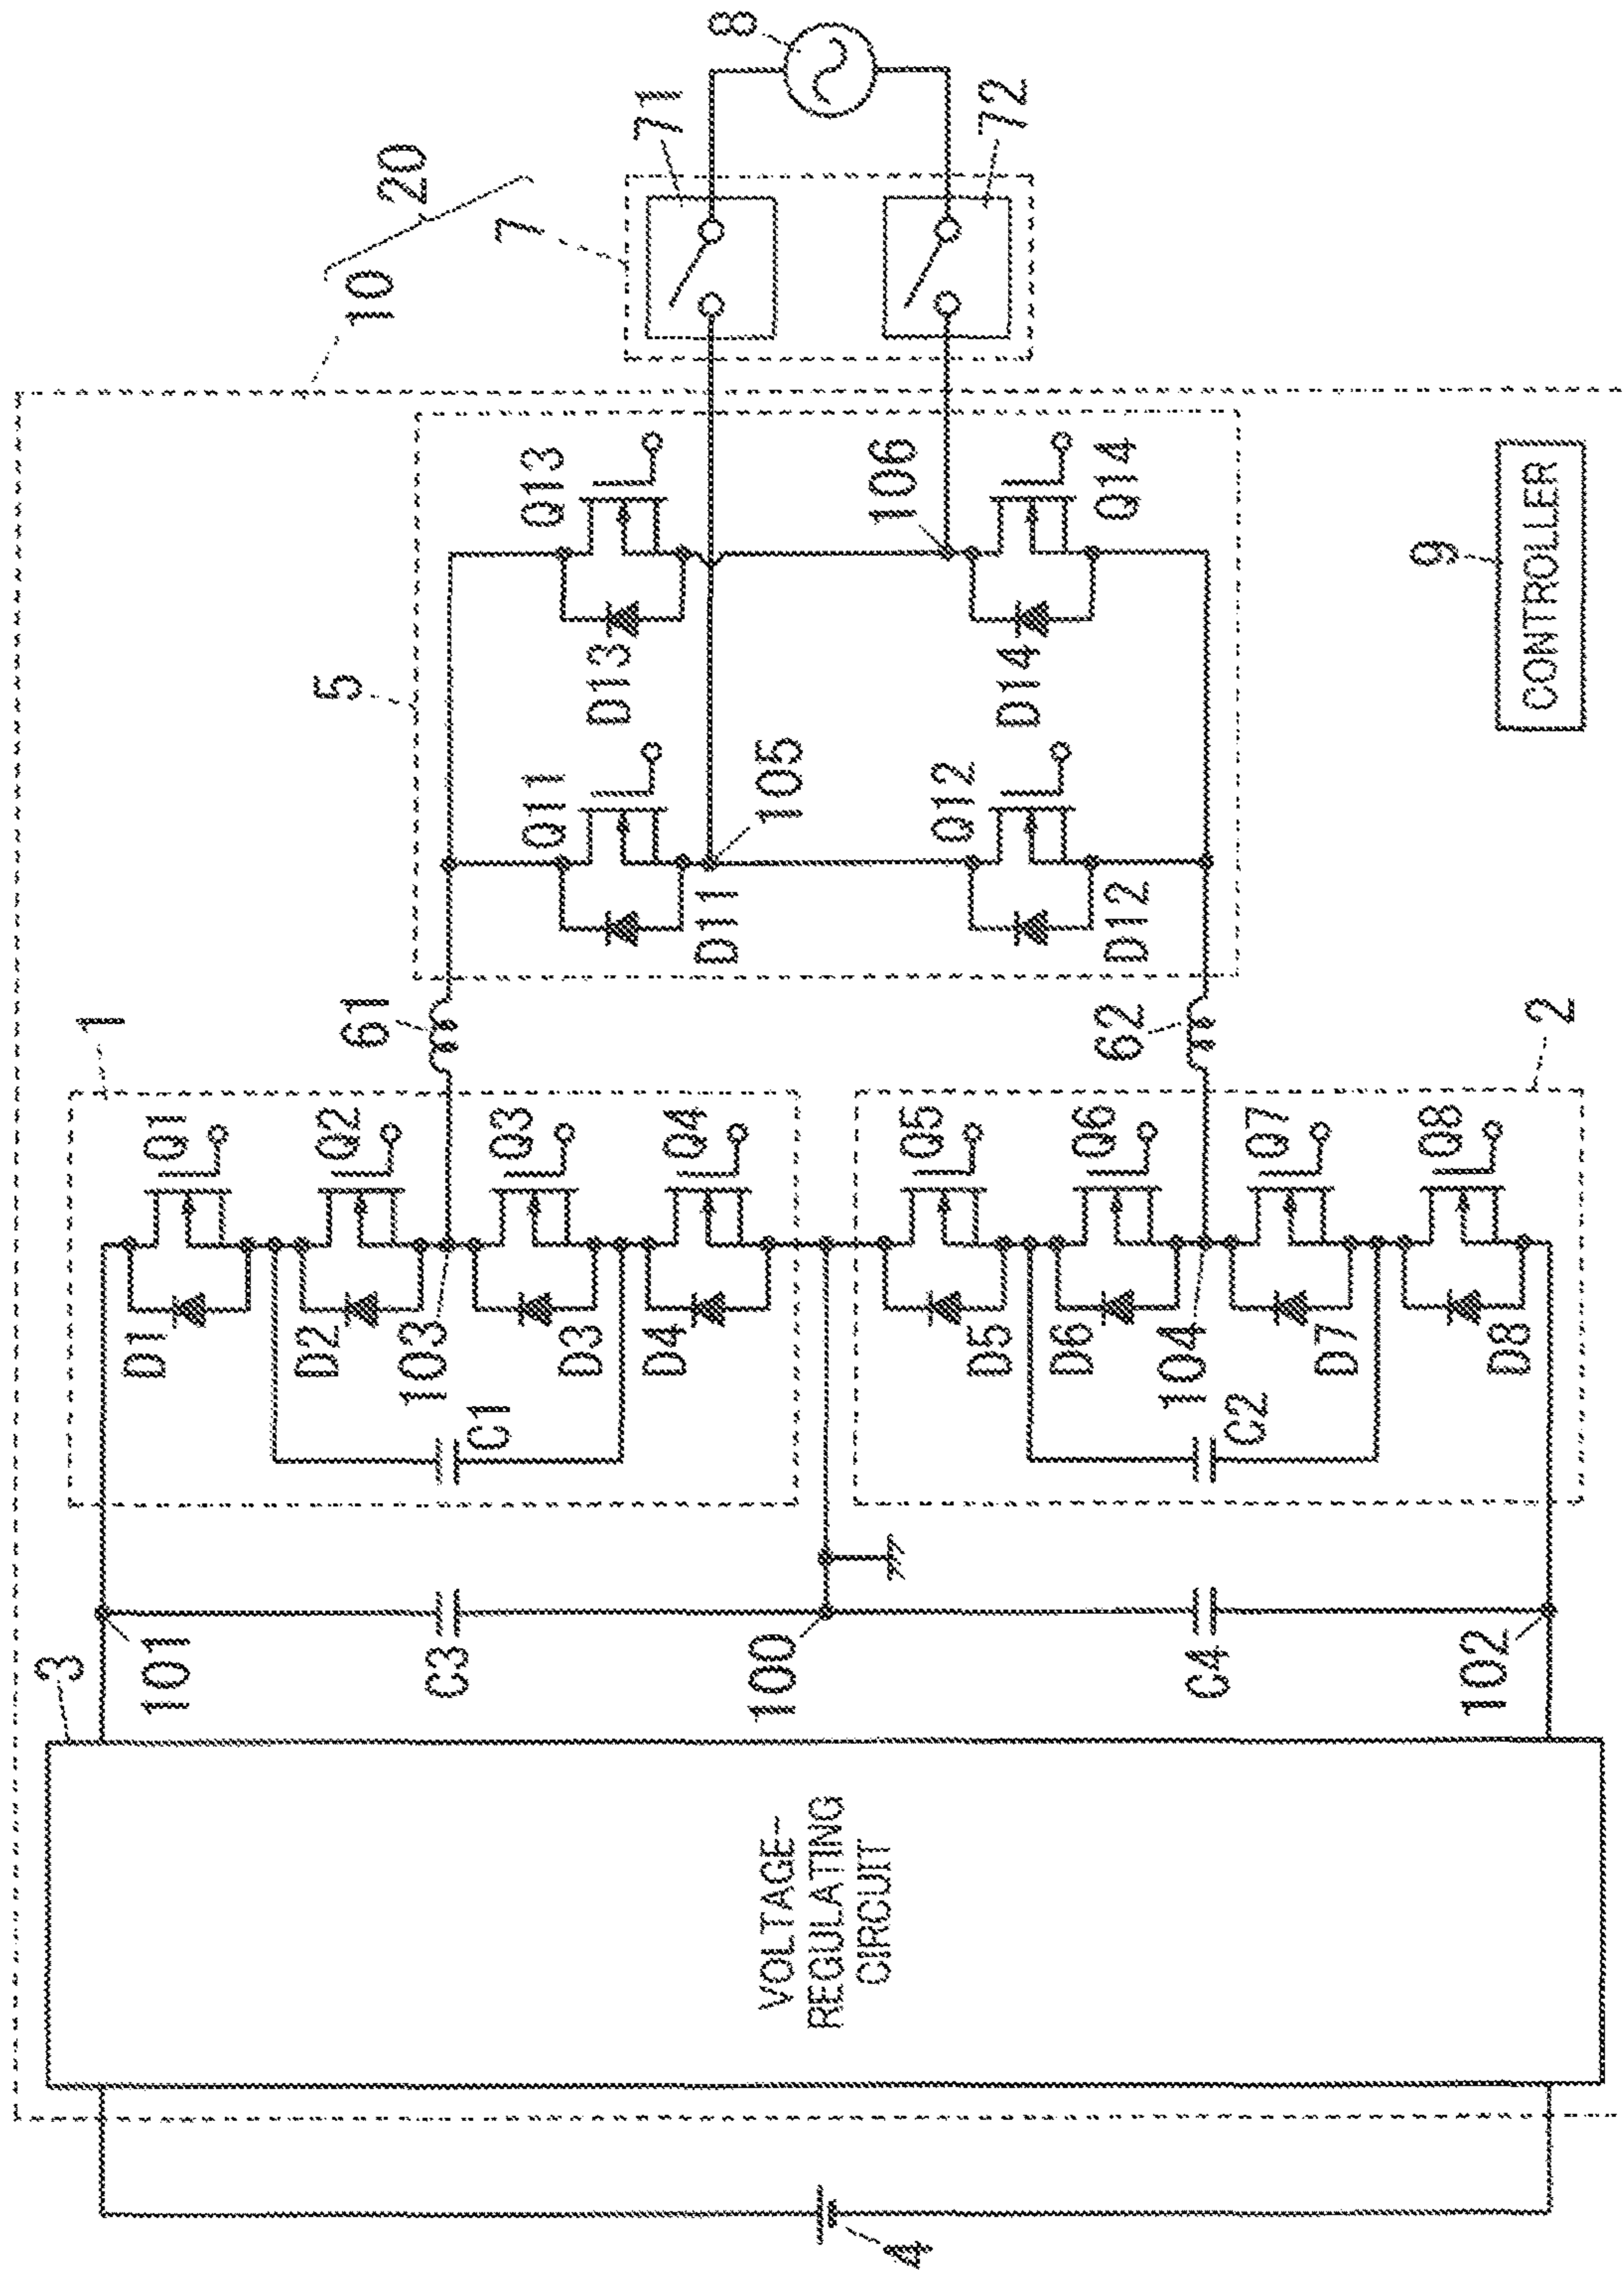 20
10
7
71
8
72
5
Q11
Q13
D11
D13
105
106
Q12
Q14
D12
D14
9
CONTROLLER
61
62
1
Q1
D1
Q2
D2
103
Q3
D3
Q4
D4
C1
2
Q5
D5
Q6
D6
104
Q7
D7
Q8
D8
C2
3
101
C3
100
C4
102
VOLTAGE-
REGULATING
CIRCUIT
4